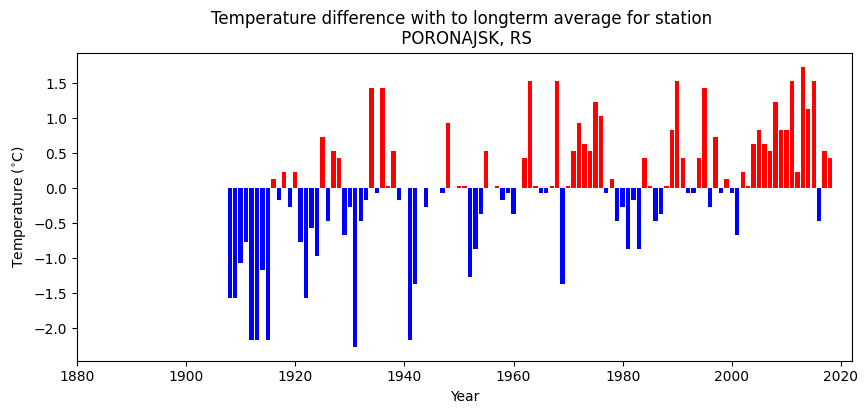 Temperature difference with to longterm average for station
PORONAJSK, RS
Temperature (°C)
1.5
1.0
0.5
0.0
−0.5
−1.0
−1.5
−2.0
1880 1900 1920 1940 1960 1980 2000 2020
Year